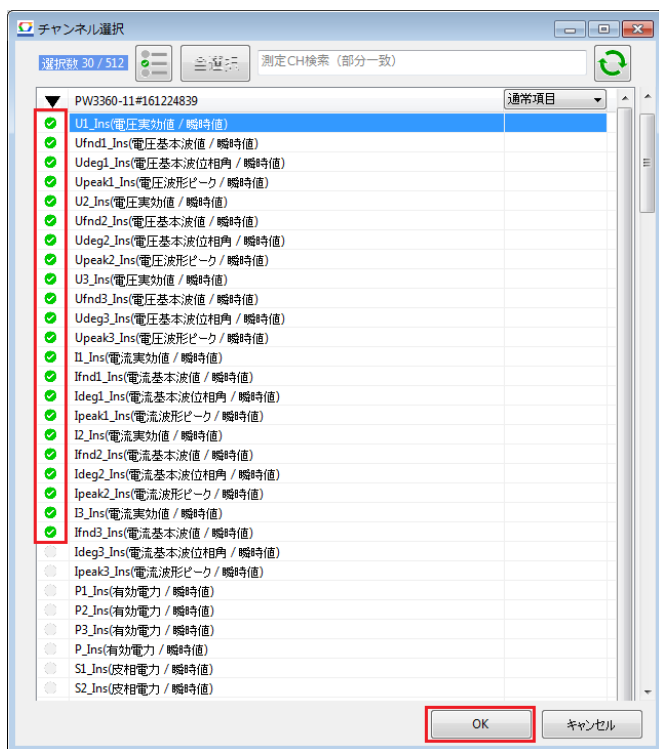 チャンネル選択
選択数 30 / 512
全選択
測定CH検索（部分一致）
PW3360-11#161224839
通常項目
U1_Ins(電圧実効値 / 瞬時値)
Ufnd1_Ins(電圧基本波値 / 瞬時値)
Udeg1_Ins(電圧基本波位相角 / 瞬時値)
Upeak1_Ins(電圧波形ピーク / 瞬時値)
U2_Ins(電圧実効値 / 瞬時値)
Ufnd2_Ins(電圧基本波値 / 瞬時値)
Udeg2_Ins(電圧基本波位相角 / 瞬時値)
Upeak2_Ins(電圧波形ピーク / 瞬時値)
U3_Ins(電圧実効値 / 瞬時値)
Ufnd3_Ins(電圧基本波値 / 瞬時値)
Udeg3_Ins(電圧基本波位相角 / 瞬時値)
Upeak3_Ins(電圧波形ピーク / 瞬時値)
I1_Ins(電流実効値 / 瞬時値)
Ifnd1_Ins(電流基本波値 / 瞬時値)
Ideg1_Ins(電流基本波位相角 / 瞬時値)
Ipeak1_Ins(電流波形ピーク / 瞬時値)
I2_Ins(電流実効値 / 瞬時値)
Ifnd2_Ins(電流基本波値 / 瞬時値)
Ideg2_Ins(電流基本波位相角 / 瞬時値)
Ipeak2_Ins(電流波形ピーク / 瞬時値)
I3_Ins(電流実効値 / 瞬時値)
Ifnd3_Ins(電流基本波値 / 瞬時値)
Ideg3_Ins(電流基本波位相角 / 瞬時値)
Ipeak3_Ins(電流波形ピーク / 瞬時値)
P1_Ins(有効電力 / 瞬時値)
P2_Ins(有効電力 / 瞬時値)
P3_Ins(有効電力 / 瞬時値)
P_Ins(有効電力 / 瞬時値)
S1_Ins(皮相電力 / 瞬時値)
S2_Ins(皮相電力 / 瞬時値)
OK
キャンセル